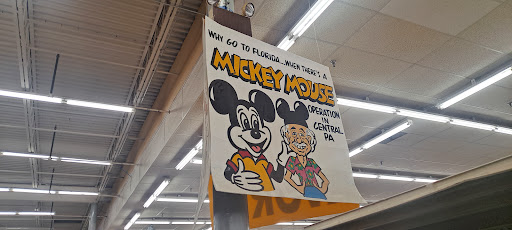 WHY GO TO FLORIDA...WHEN THERE'S A
MICKEY MOUSE
OPERATION
IN
CENTRAL
PA